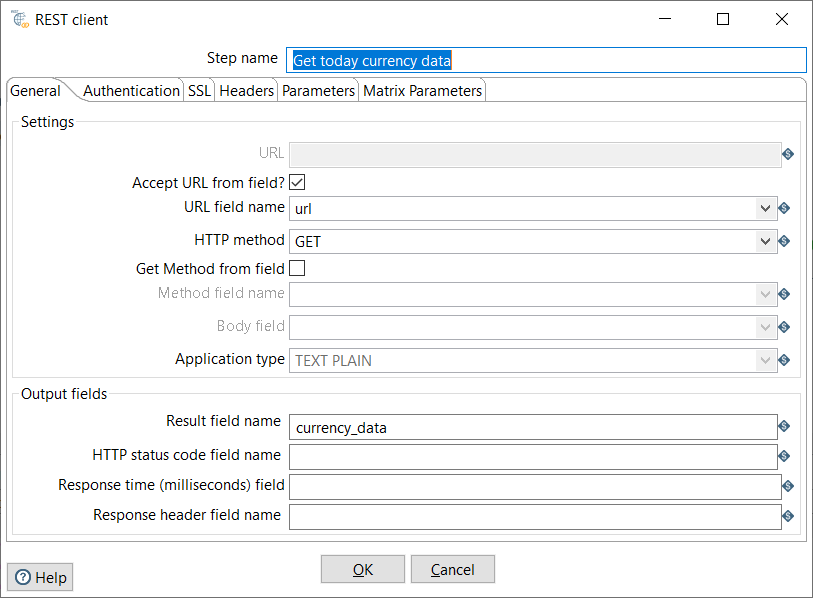 REST client
Step name Get today currency data
General Authentication SSL Headers Parameters Matrix Parameters
Settings
URL
Accept URL from field?
URL field name url
HTTP method GET
Get Method from field
Method field name
Body field
Application type TEXT PLAIN
Output fields
Result field name currency_data
HTTP status code field name
Response time (milliseconds) field
Response header field name
Help OK Cancel